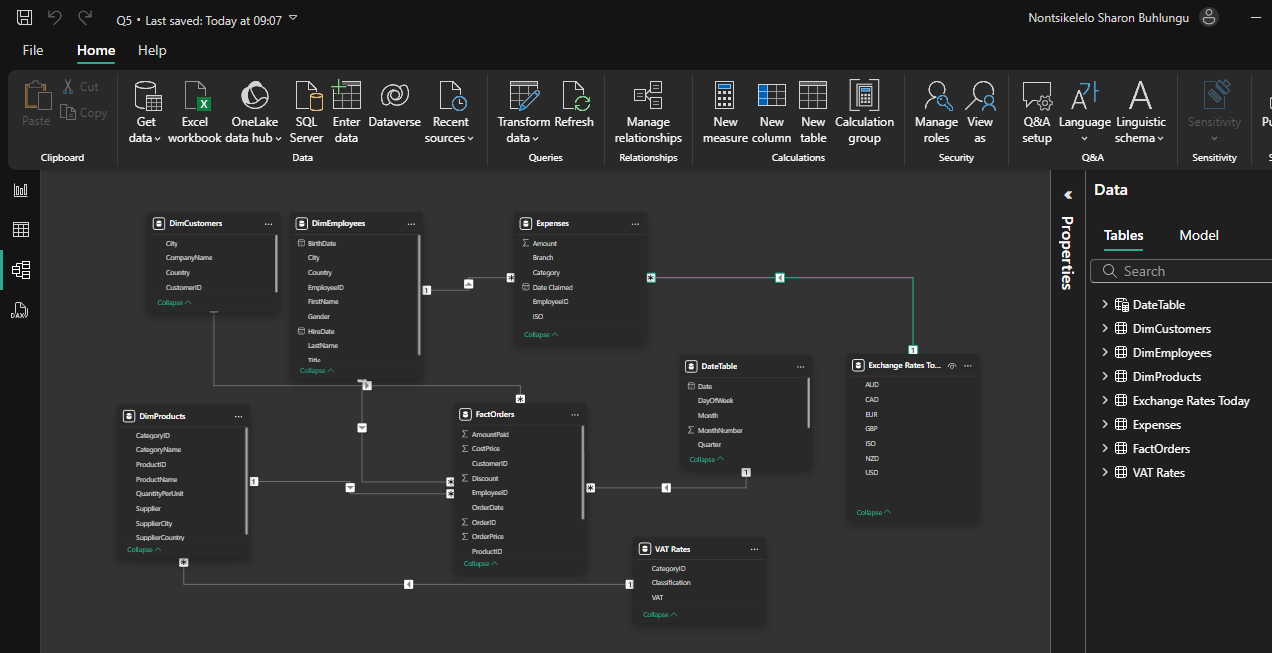 Q5 • Last saved: Today at 09:07
Nontsikelelo Sharon Buhlungu
File Home Help
Paste
Cut
Copy
Clipboard
Get data
Excel workbook
OneLake data hub
SQL Server
Enter data
Dataverse
Recent sources
Data
Transform data
Refresh
Queries
Manage relationships
Relationships
New measure
New column
New table
Calculation group
Calculations
Manage roles
View as
Security
Q&A setup
Language
Linguistic schema
Q&A
Sensitivity
Sensitivity
DAX
DimCustomers
City
CompanyName
Country
CustomerID
Collapse
DimEmployees
BirthDate
City
Country
EmployeeID
FirstName
Gender
HireDate
LastName
Title
Collapse
Expenses
Amount
Branch
Category
Date Claimed
EmployeeID
ISO
Collapse
1
*
*
1
DateTable
Date
DayOfWeek
Month
MonthNumber
Quarter
Collapse
1
Exchange Rates To...
AUD
CAD
EUR
GBP
ISO
NZD
USD
Collapse
DimProducts
CategoryID
CategoryName
ProductID
ProductName
QuantityPerUnit
Supplier
SupplierCity
SupplierCountry
Collapse
1
*
FactOrders
AmountPaid
CostPrice
CustomerID
Discount
EmployeeID
OrderDate
OrderID
OrderPrice
ProductID
Collapse
*
*
*
*
VAT Rates
CategoryID
Classification
VAT
Collapse
1
Properties
Data
Tables Model
Search
DateTable
DimCustomers
DimEmployees
DimProducts
Exchange Rates Today
Expenses
FactOrders
VAT Rates